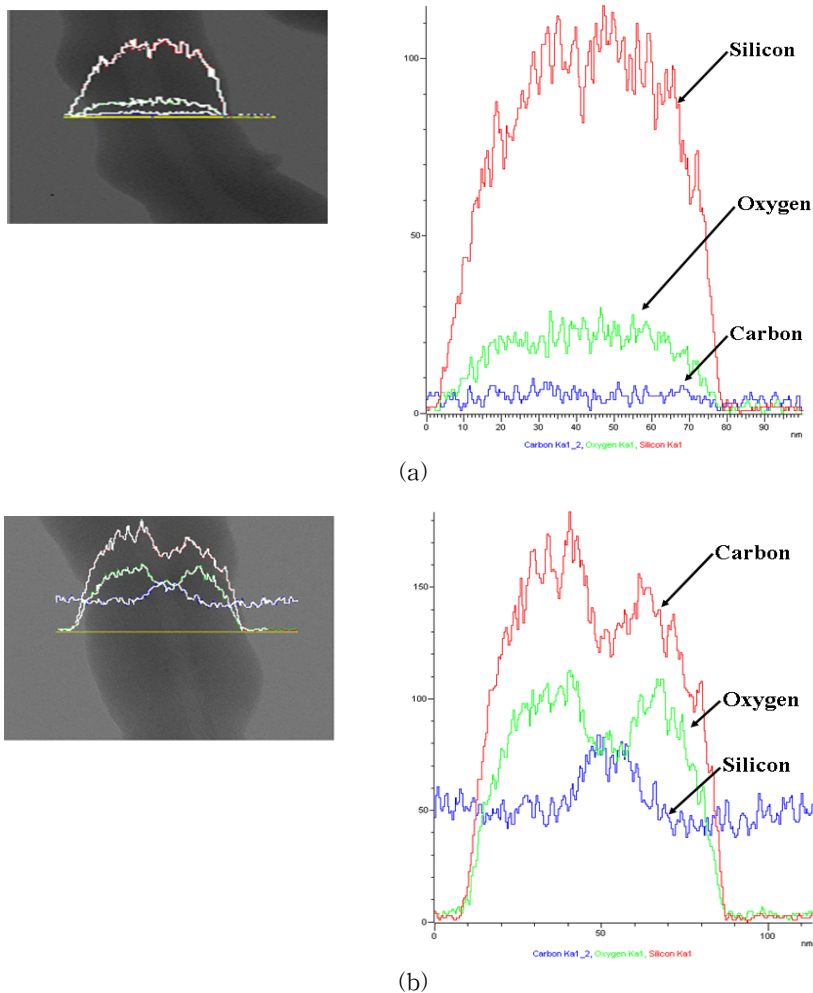 100
50
0
Silicon
Oxygen
Carbon
0 10 20 30 40 50 60 70 80 90
nm
Carbon Ka1_2, Oxygen Ka1, Silicon Ka1
(a)
150
100
50
0
Carbon
Oxygen
Silicon
0 50 100
nm
Carbon Ka1_2, Oxygen Ka1, Silicon Ka1
(b)